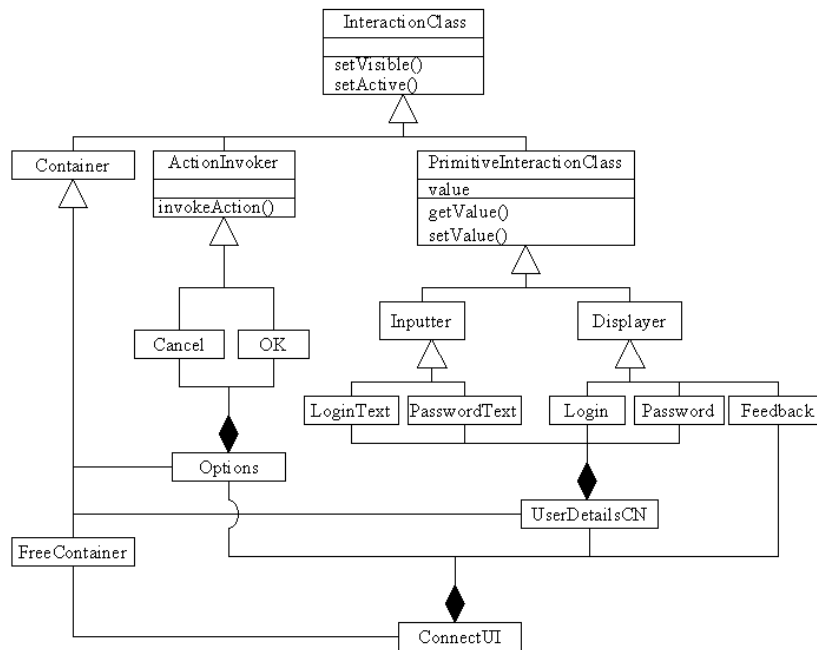 InteractionClass
setVisible()
setActive()
Container
ActionInvoker
invokeAction()
PrimitiveInteractionClass
value
getValue()
setValue()
Inputter
Displayer
Cancel
OK
LoginText
PasswordText
Login
Password
Feedback
Options
UserDetailsCN
FreeContainer
ConnectUI